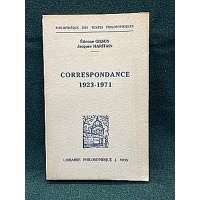 BIBLIOTHÈQUE DES TEXTES PHILOSOPHIQUES
Étienne GILSON
Jacques MARITAIN
CORRESPONDANCE
1923-1971
LIBRAIRIE PHILOSOPHIQUE J. VRIN